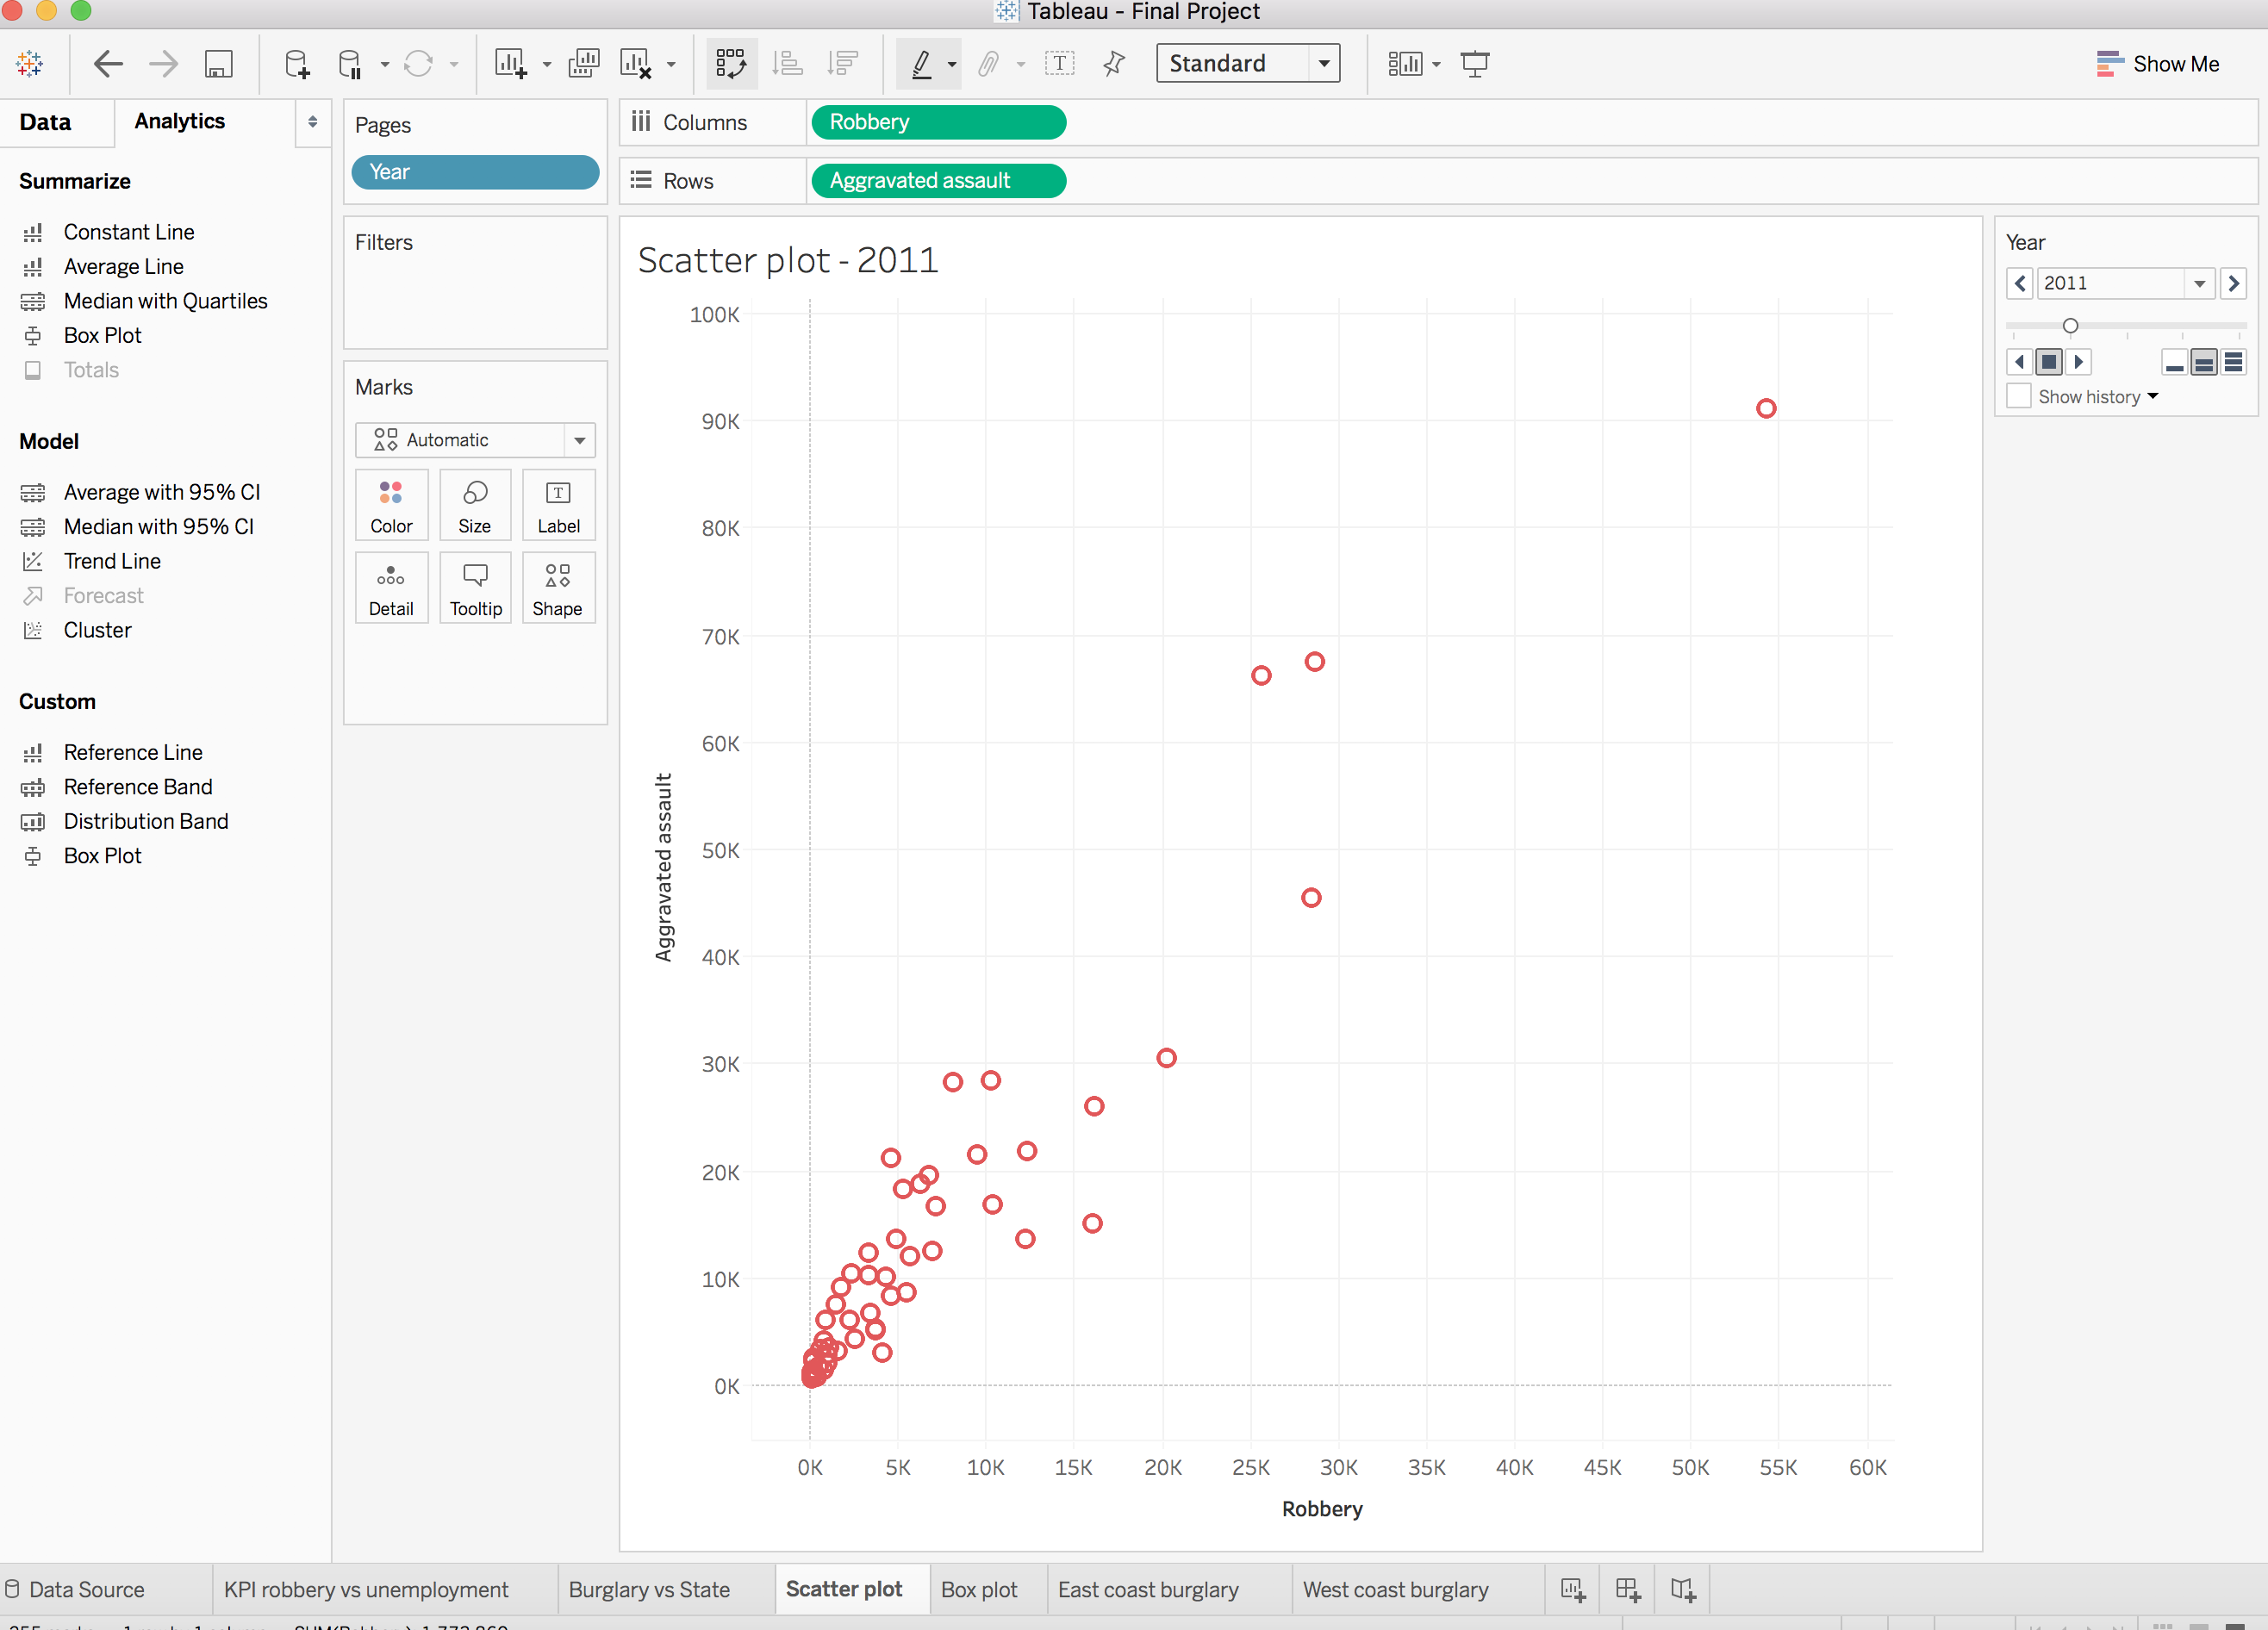 Tableau - Final Project
Standard
Show Me
Data
Analytics
Summarize
Constant Line
Average Line
Median with Quartiles
Box Plot
Totals
Model
Average with 95% CI
Median with 95% CI
Trend Line
Forecast
Cluster
Custom
Reference Line
Reference Band
Distribution Band
Box Plot
Pages
Year
Filters
Marks
Automatic
Color Size Label
Detail Tooltip Shape
Columns Robbery
Rows Aggravated assault
Scatter plot - 2011
100K
90K
80K
70K
60K
50K
40K
30K
20K
10K
0K
Aggravated assault
0K 5K 10K 15K 20K 25K 30K 35K 40K 45K 50K 55K 60K
Robbery
Year
2011
Show history
Data Source KPI robbery vs unemployment Burglary vs State Scatter plot Box plot East coast burglary West coast burglary